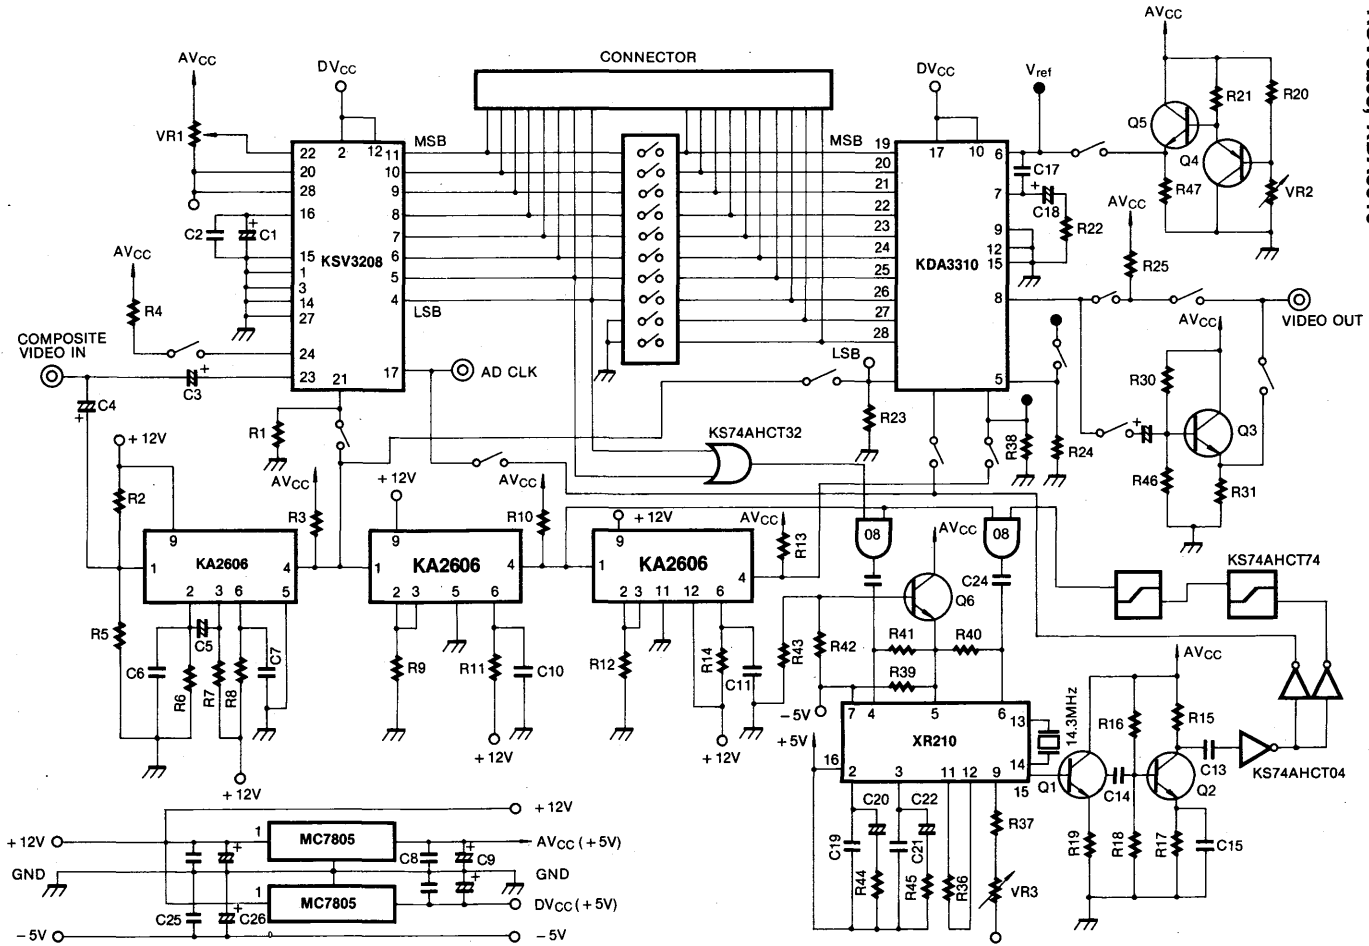 CONNECTOR
AVCC
DVCC
DVCC
Vref
AVCC
VR1
MSB
MSB
22
20
28
16
15
1
3
14
27
24
23
2
12
11
10
9
8
7
6
5
4
17
21
KSV3208
LSB
C2
C1
AVCC
R4
COMPOSITE
VIDEO IN
C3
C4
AD CLK
19
20
21
22
23
24
25
26
27
28
17
10
6
7
9
12
15
8
5
KDA3310
LSB
C17
C18
R22
Q5
R21
R20
Q4
R47
VR2
AVCC
R25
VIDEO OUT
AVCC
R30
Q3
R46
R31
R23
R38
R24
R1
+12V
R2
AVCC
R3
+12V
AVCC
R10
KS74AHCT32
+12V
AVCC
R13
9
1
KA2606
4
2
3
6
5
9
1
KA2606
4
2
3
5
6
9
1
KA2606
4
2
3
11
12
6
08
08
AVCC
C24
Q6
KS74AHCT74
R5
C6
C5
R6
R7
R8
C7
+12V
R9
R11
C10
+12V
R12
R14
C11
+12V
R43
R42
R41
R40
R39
-5V
+5V
7
4
5
6
13
14
16
XR210
2
3
11
12
9
15
14.3MHz
Q1
C14
R16
R15
AVCC
Q2
C13
KS74AHCT04
R19
R18
R17
C15
C20
C22
C19
C21
R44
R45
R36
R37
VR3
+12V
+12V
1
MC7805
AVCC (+5V)
C8
C9
GND
GND
1
MC7805
DVCC (+5V)
C25
C26
-5V
-5V